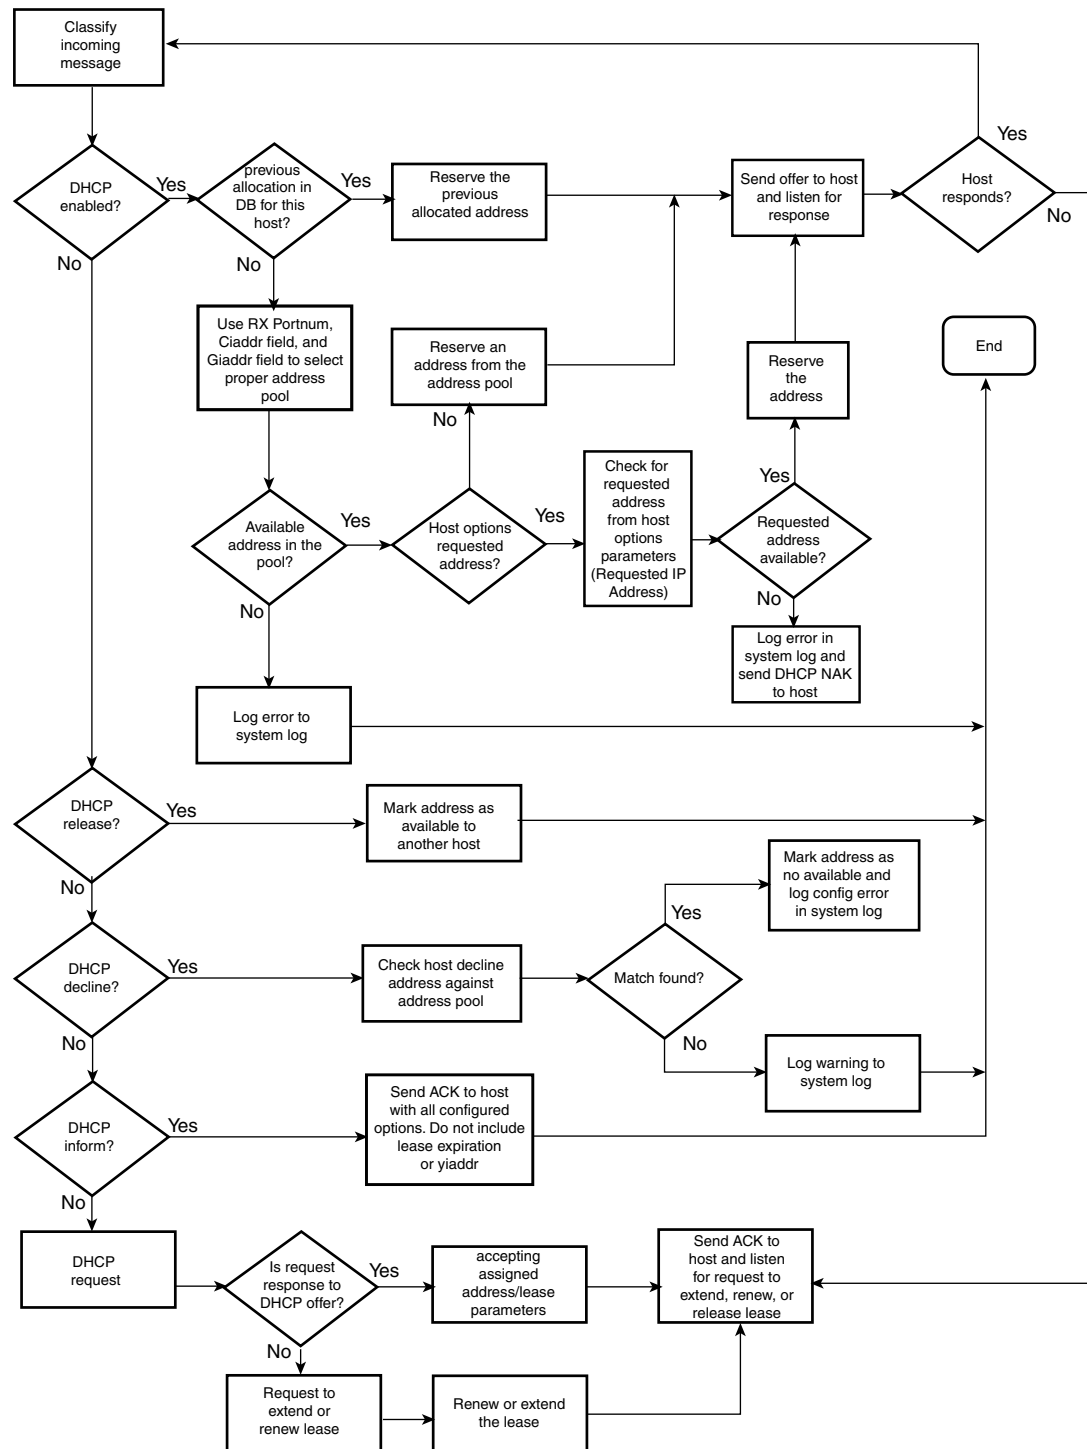 Classify
incoming
message
Yes
DHCP
enabled?
Yes
previous
allocation in
DB for this
host?
Yes
Reserve the
previous
allocated address
Send offer to host
and listen for
response
Host
responds?
No
No
No
Use RX Portnum,
Ciaddr field, and
Giaddr field to select
proper address
pool
Reserve an
address from the
address pool
No
Reserve
the
address
End
Available
address in the
pool?
Yes
Host options
requested
address?
Yes
Check for
requested
address
from host
options
parameters
(Requested IP
Address)
Yes
Requested
address
available?
No
No
Log error in
system log and
send DHCP NAK
to host
Log error to
system log
DHCP
release?
Yes
Mark address as
available to
another host
No
Mark address as
no available and
log config error
in system log
Yes
DHCP
decline?
Yes
Check host decline
address against
address pool
Match found?
No
No
Log warning to
system log
DHCP
inform?
Yes
Send ACK to host
with all configured
options. Do not include
lease expiration
or yiaddr
No
DHCP
request
Is request
response to
DHCP offer?
Yes
accepting
assigned
address/lease
parameters
Send ACK to
host and listen
for request to
extend, renew, or
release lease
No
Request to
extend or
renew lease
Renew or extend
the lease